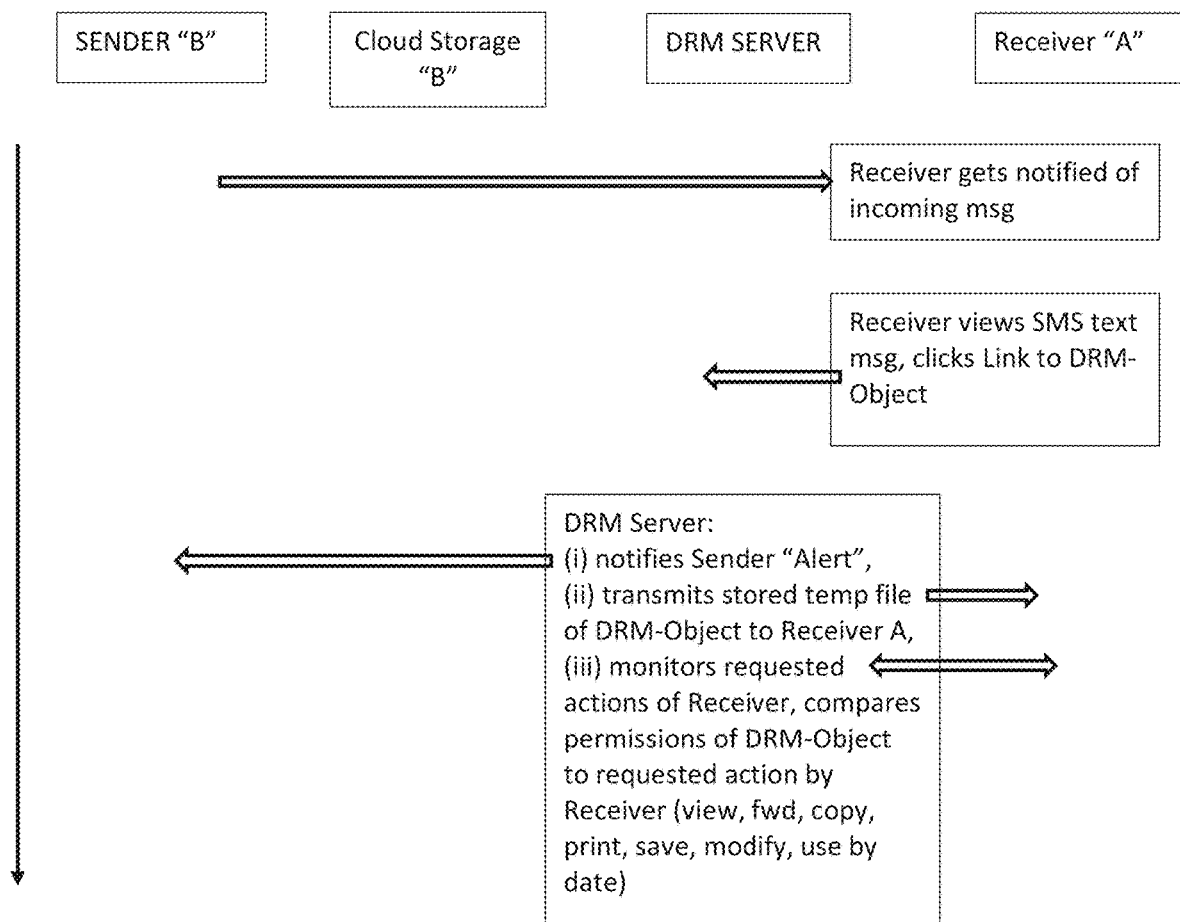 SENDER “B”
Cloud Storage
“B”
DRM SERVER
Receiver “A”
Receiver gets notified of
incoming msg
Receiver views SMS text
msg, clicks Link to DRM-
Object
DRM Server:
(i) notifies Sender “Alert”,
(ii) transmits stored temp file
of DRM-Object to Receiver A,
(iii) monitors requested
actions of Receiver, compares
permissions of DRM-Object
to requested action by
Receiver (view, fwd, copy,
print, save, modify, use by
date)